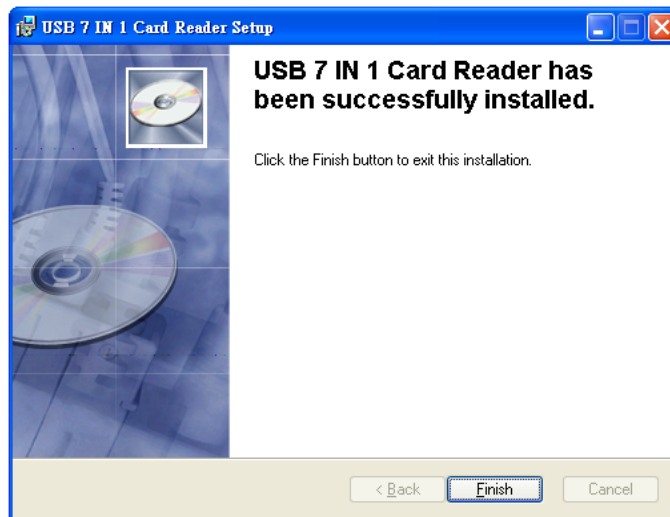 USB 7 IN 1 Card Reader Setup
USB 7 IN 1 Card Reader has
been successfully installed.
Click the Finish button to exit this installation.
< Back
Finish
Cancel